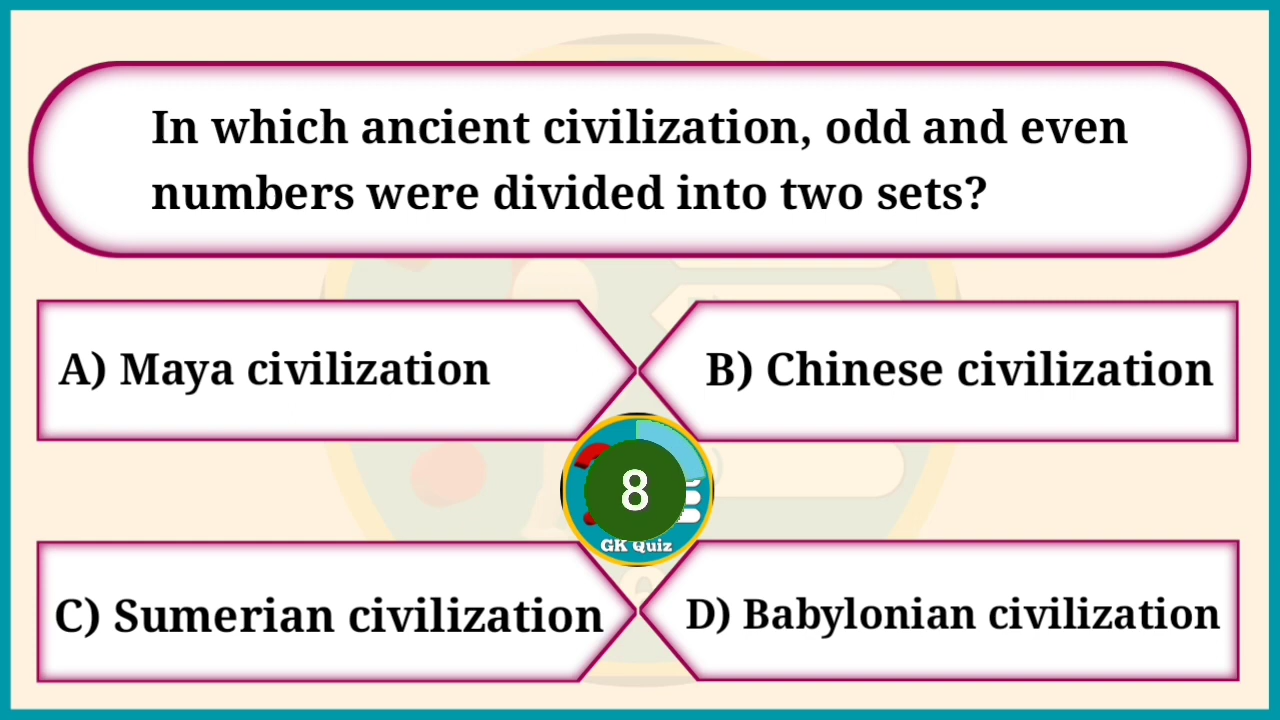 In which ancient civilization, odd and even
numbers were divided into two sets?
A) Maya civilization
B) Chinese civilization
8
GK Quiz
C) Sumerian civilization
D) Babylonian civilization